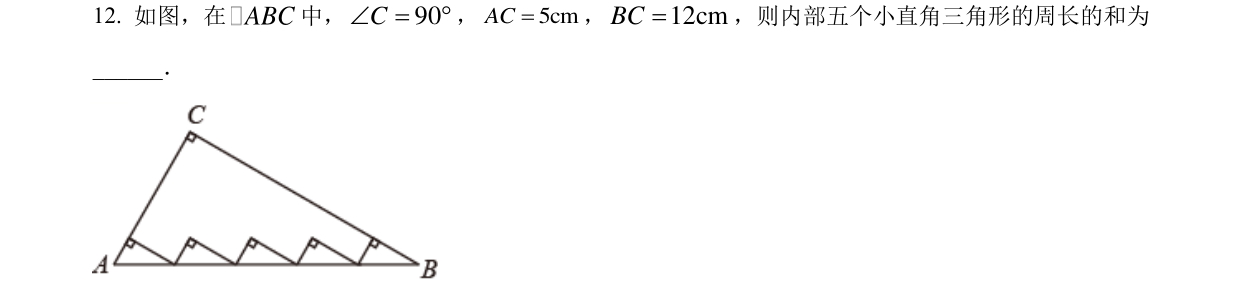 12. 如图，在□ABC 中，∠C = 90°，AC = 5cm，BC = 12cm，则内部五个小直角三角形的周长的和为
_____.
C
A
B